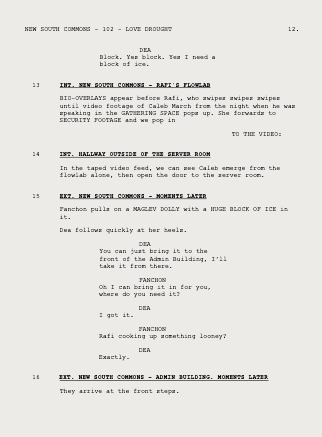 NEW SOUTH COMMONS - 102 - LOVE DROUGHT 12.
DEA
Block. Yes block. Yes I need a
block of ice.
13 INT. NEW SOUTH COMMONS - RAFI'S FLOWLAB
BIO-OVERLAYS appear before Rafi, who swipes swipes swipes
until video footage of Caleb March from the night when he was
speaking in the GATHERING SPACE pops up. She forwards to
SECURITY FOOTAGE and we pop in
TO THE VIDEO:
14 INT. HALLWAY OUTSIDE OF THE SERVER ROOM
In the taped video feed, we can see Caleb emerge from the
flowlab alone, then open the door to the server room.
15 EXT. NEW SOUTH COMMONS - MOMENTS LATER
Fanchon pulls on a MAGLEV DOLLY with a HUGE BLOCK OF ICE in
it.
Dea follows quickly at her heels.
DEA
You can just bring it to the
front of the Admin Building, I'll
take it from there.
FANCHON
Oh I can bring it in for you,
where do you need it?
DEA
I got it.
FANCHON
Rafi cooking up something looney?
DEA
Exactly.
16 EXT. NEW SOUTH COMMONS - ADMIN BUILDING. MOMENTS LATER
They arrive at the front steps.